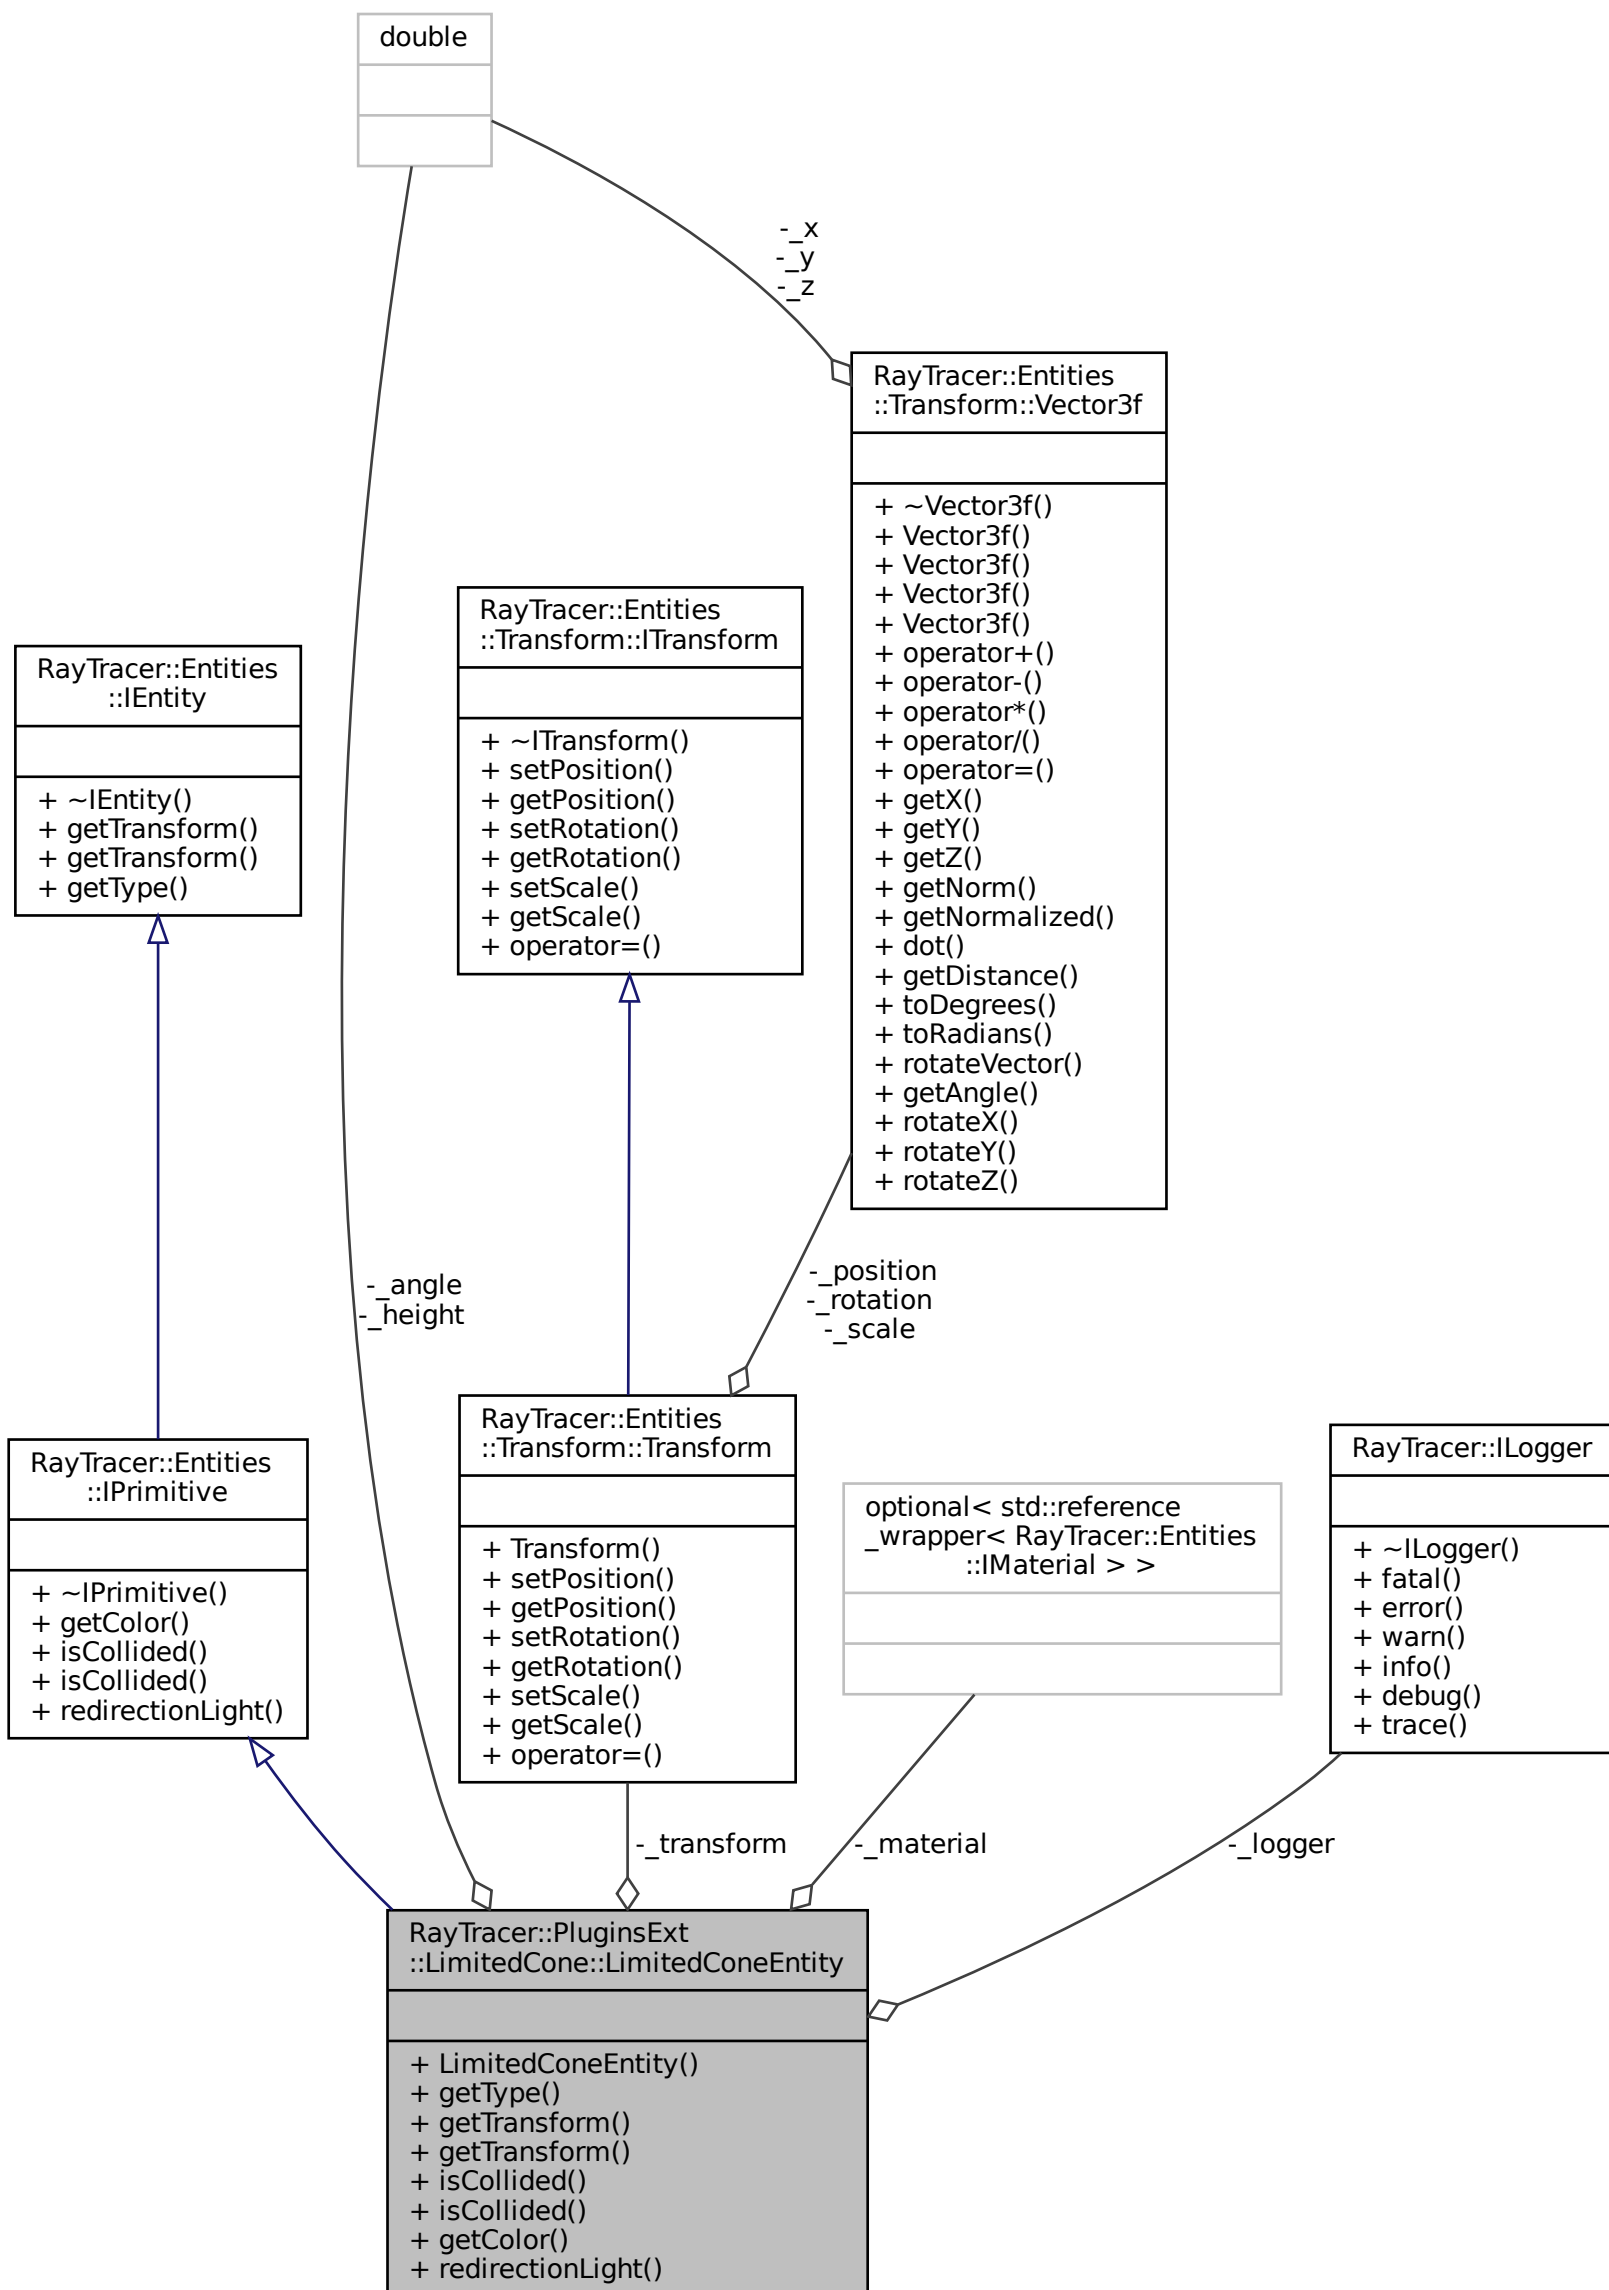 double
-_x
-_y
-_z
RayTracer::Entities
::Transform::Vector3f
+ ~Vector3f()
+ Vector3f()
+ Vector3f()
+ Vector3f()
+ Vector3f()
+ operator+()
+ operator-()
+ operator*()
+ operator/()
+ operator=()
+ getX()
+ getY()
+ getZ()
+ getNorm()
+ getNormalized()
+ dot()
+ getDistance()
+ toDegrees()
+ toRadians()
+ rotateVector()
+ getAngle()
+ rotateX()
+ rotateY()
+ rotateZ()
RayTracer::Entities
::Transform::ITransform
+ ~ITransform()
+ setPosition()
+ getPosition()
+ setRotation()
+ getRotation()
+ setScale()
+ getScale()
+ operator=()
RayTracer::Entities
::IEntity
+ ~IEntity()
+ getTransform()
+ getTransform()
+ getType()
-_angle
-_height
-_position
-_rotation
-_scale
RayTracer::Entities
::IPrimitive
+ ~IPrimitive()
+ getColor()
+ isCollided()
+ isCollided()
+ redirectionLight()
RayTracer::Entities
::Transform::Transform
+ Transform()
+ setPosition()
+ getPosition()
+ setRotation()
+ getRotation()
+ setScale()
+ getScale()
+ operator=()
optional< std::reference
_wrapper< RayTracer::Entities
::IMaterial > >
RayTracer::ILogger
+ ~ILogger()
+ fatal()
+ error()
+ warn()
+ info()
+ debug()
+ trace()
-_transform
-_material
-_logger
RayTracer::PluginsExt
::LimitedCone::LimitedConeEntity
+ LimitedConeEntity()
+ getType()
+ getTransform()
+ getTransform()
+ isCollided()
+ isCollided()
+ getColor()
+ redirectionLight()